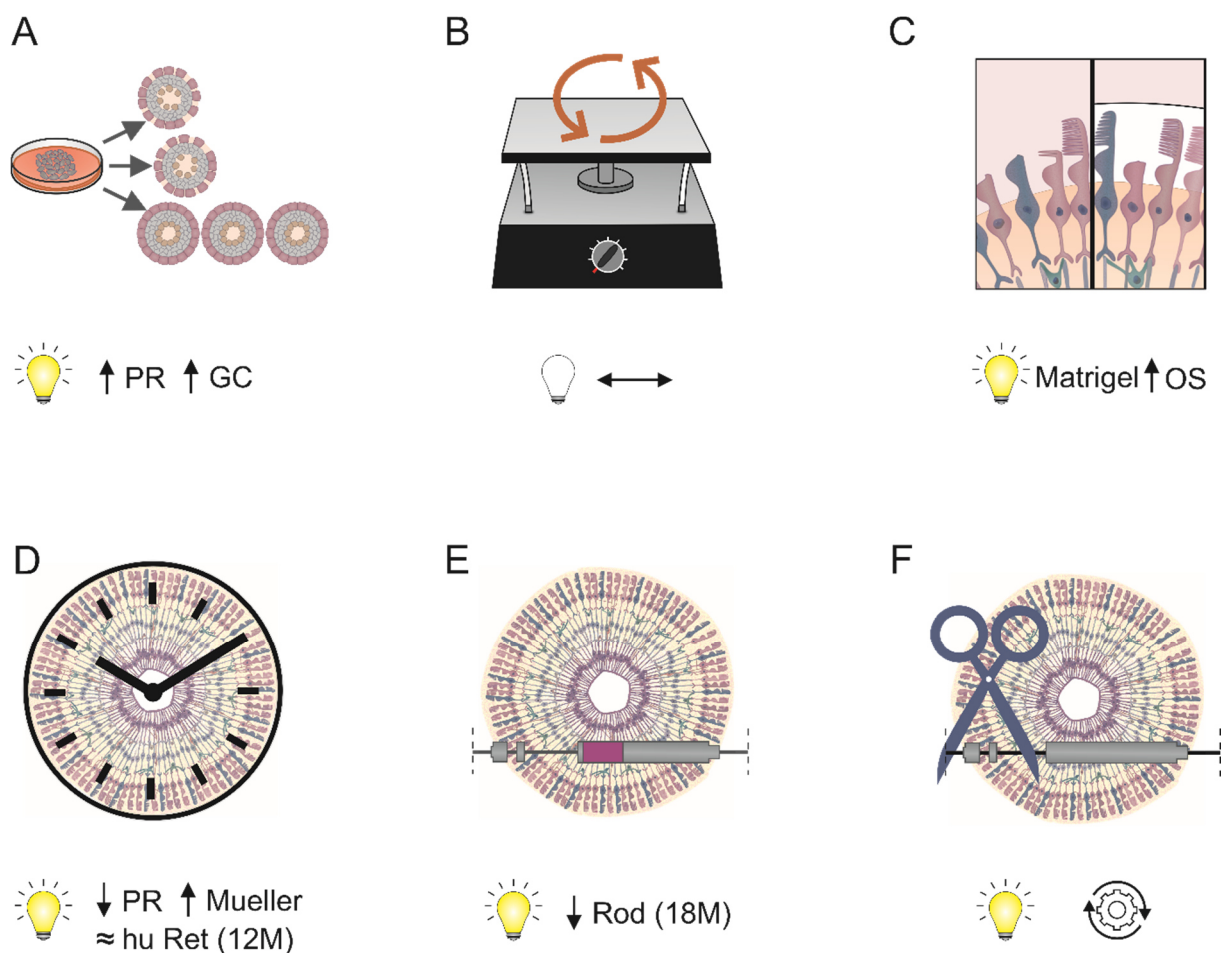 A
B
C
↑ PR ↑ GC
↔
Matrigel ↑ OS
D
E
F
↓ PR ↑ Mueller
≈ hu Ret (12M)
↓ Rod (18M)